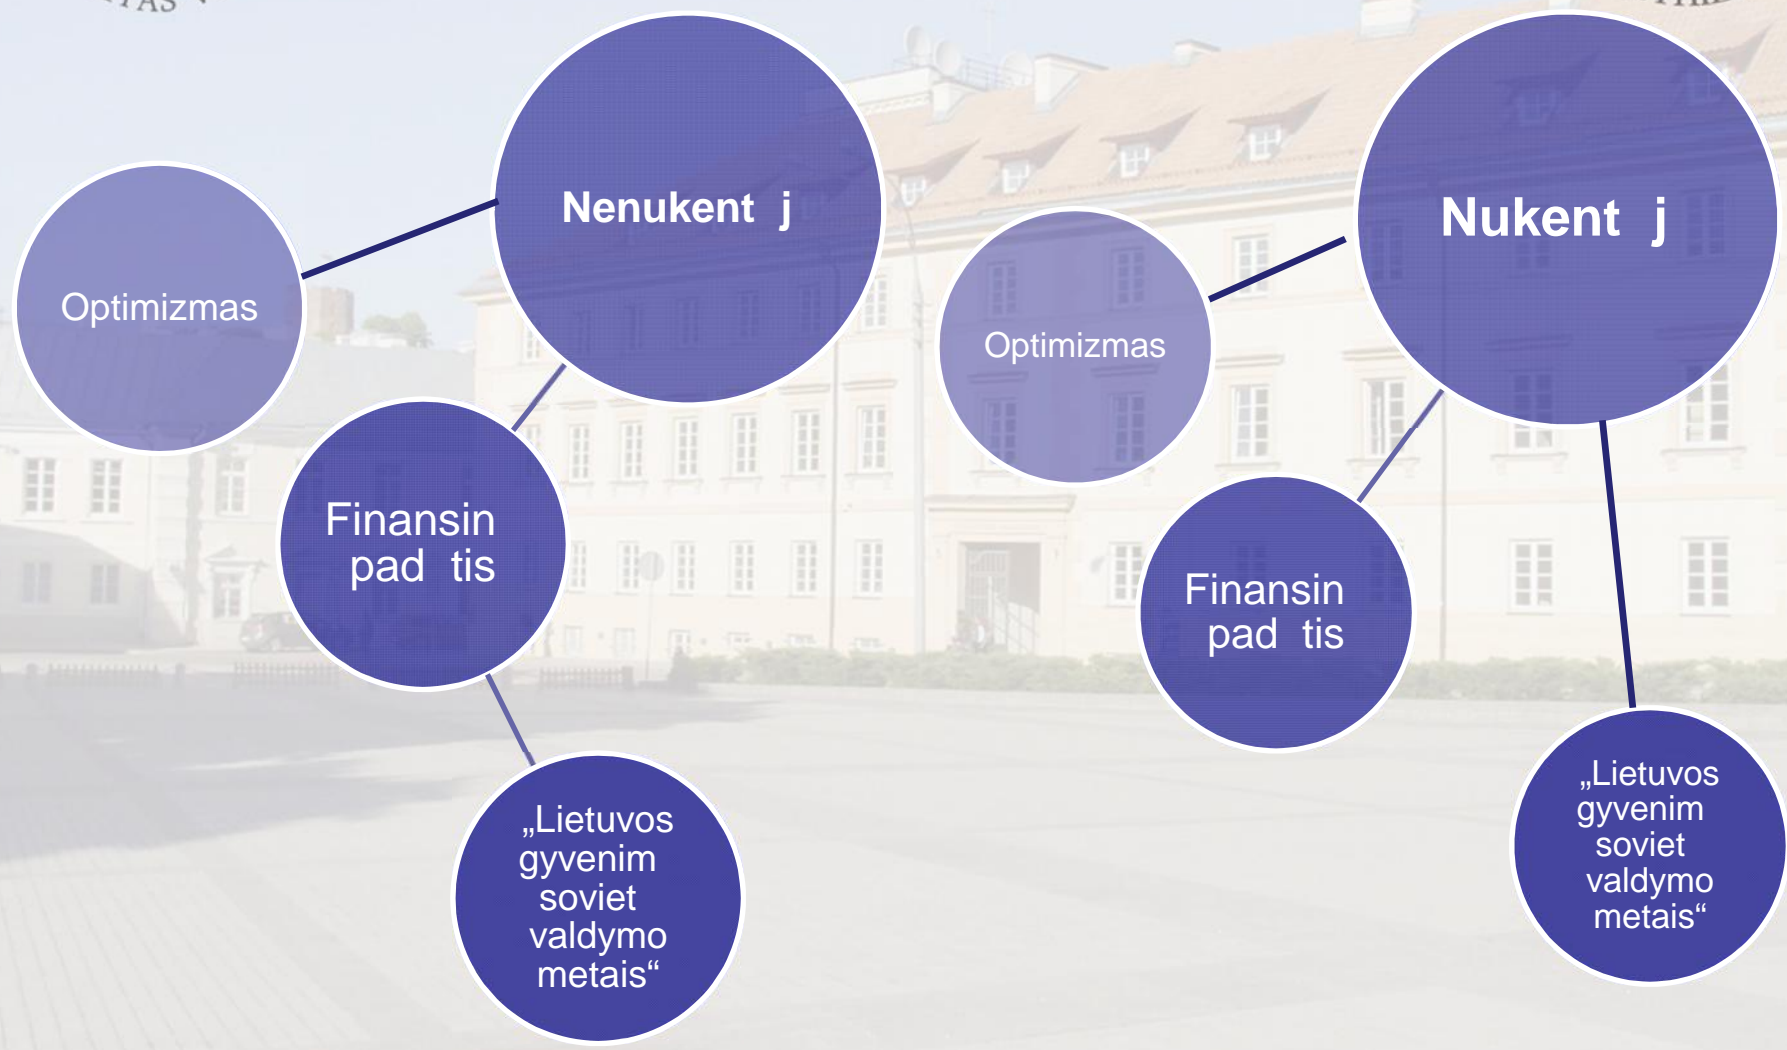 Nenukent j
Optimizmas
Finansin
pad tis
„Lietuvos
gyvenim
soviet
valdymo
metais“
Nukent j
Optimizmas
Finansin
pad tis
„Lietuvos
gyvenim
soviet
valdymo
metais“